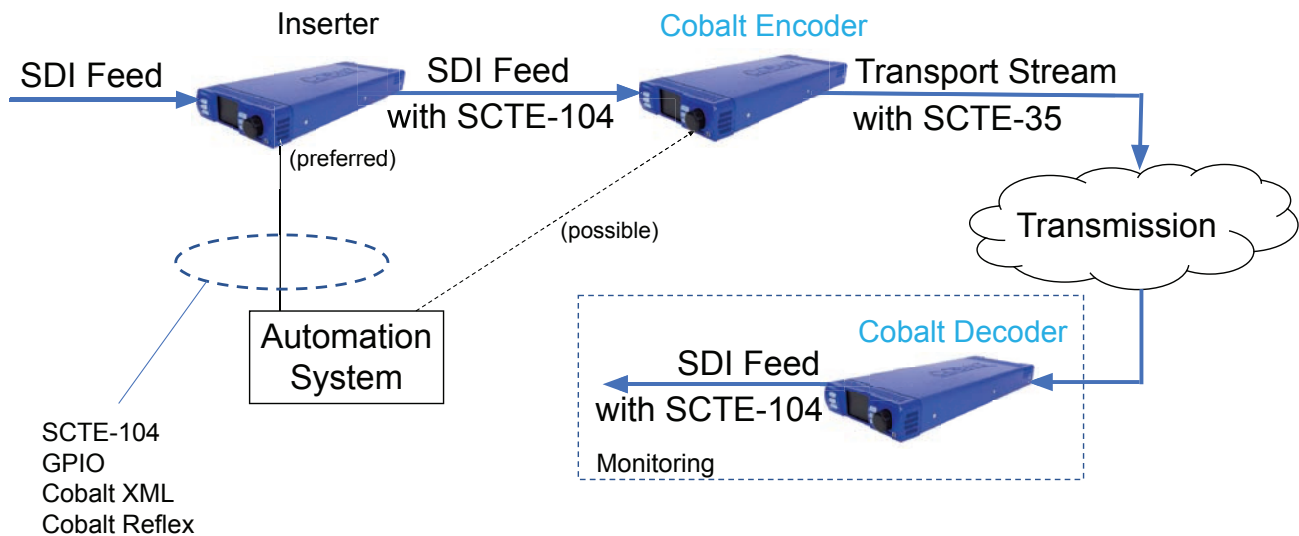 Inserter
Cobalt Encoder
SDI Feed
SDI Feed
with SCTE-104
Transport Stream
with SCTE-35
(preferred)
(possible)
Transmission
Automation
System
Cobalt Decoder
SDI Feed
with SCTE-104
Monitoring
SCTE-104
GPIO
Cobalt XML
Cobalt Reflex